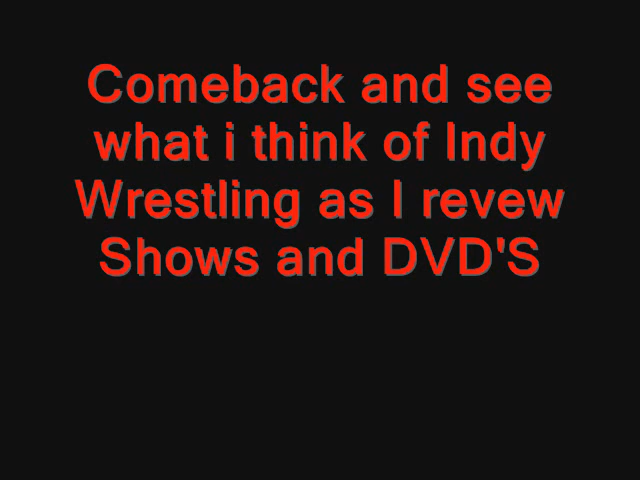 Comeback and see
what i think of Indy
Wrestling as I revew
Shows and DVD'S